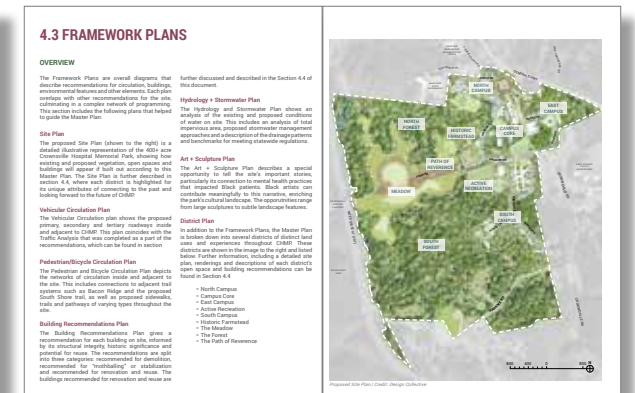 4.3 FRAMEWORK PLANS
OVERVIEW
The Framework Plans are overall diagrams that
describe recommendations for circulation, buildings,
environmental features and other elements. Each plan
overlaps with other recommendations for the site,
culminating in a complex network of programming.
This section includes the following plans that helped
to guide the Master Plan:
Site Plan
The proposed Site Plan (shown to the right) is a
detailed illustrative representation of the 400+ acre
Crownsville Hospital Memorial Park, showing how
existing and proposed vegetation, open spaces and
buildings will appear if built out according to this
Master Plan. The Site Plan is further described in
section 4.4, where each district is highlighted for
its unique attributes of connecting to the past and
looking forward to the future of CHMP.
Vehicular Circulation Plan
The Vehicular Circulation plan shows the proposed
primary, secondary and tertiary roadways inside
and adjacent to CHMP. This plan coincides with the
Traffic Analysis that was completed as a part of the
recommendations, which can be found in section
Pedestrian/Bicycle Circulation Plan
The Pedestrian and Bicycle Circulation Plan depicts
the networks of circulation inside and adjacent to
the site. This includes connections to adjacent trail
systems such as Bacon Ridge and the proposed
South Shore trail, as well as proposed sidewalks,
trails and pathways of varying types throughout the
site.
Building Recommendations Plan
The Building Recommendations Plan gives a
recommendation for each building on site, informed
by its structural integrity, historic significance and
potential for reuse. The recommendations are split
into three categories: recommended for demolition,
recommended for "mothballing" or stabilization
and recommended for renovation and reuse. The
buildings recommended for renovation and reuse are
further discussed and described in the Section 4.4 of
this document.
Hydrology + Stormwater Plan
The Hydrology and Stormwater Plan shows an
analysis of the existing and proposed conditions
of water on site. This includes an analysis of total
impervious area, proposed stormwater management
approaches and a description of the drainage patterns
and benchmarks for meeting statewide regulations.
Art + Sculpture Plan
The Art + Sculpture Plan describes a special
opportunity to tell the site's important stories,
particularly its connection to mental health practices
that impacted Black patients. Black artists can
contribute meaningfully to this narrative, enriching
the park's cultural landscape. The opportunities range
from large sculptures to subtle landscape features.
District Plan
In addition to the Framework Plans, the Master Plan
is broken down into several districts of distinct land
uses and experiences throughout CHMP. These
districts are shown in the image to the right and listed
below. Further information, including a detailed site
plan, renderings and descriptions of each district's
open space and building recommendations can be
found in Section 4.4
- North Campus
- Campus Core
- East Campus
- Active Recreation
- South Campus
- Historic Farmstead
- The Meadow
- The Forest
- The Path of Reverence
NORTH
CAMPUS
EAST
CAMPUS
NORTH
FOREST
HISTORIC
FARMSTEAD
CAMPUS
CORE
PATH OF
REVERENCE
MEADOW
ACTIVE
RECREATION
SOUTH
CAMPUS
SOUTH
FOREST
Proposed Site Plan | Credit: Design Collective